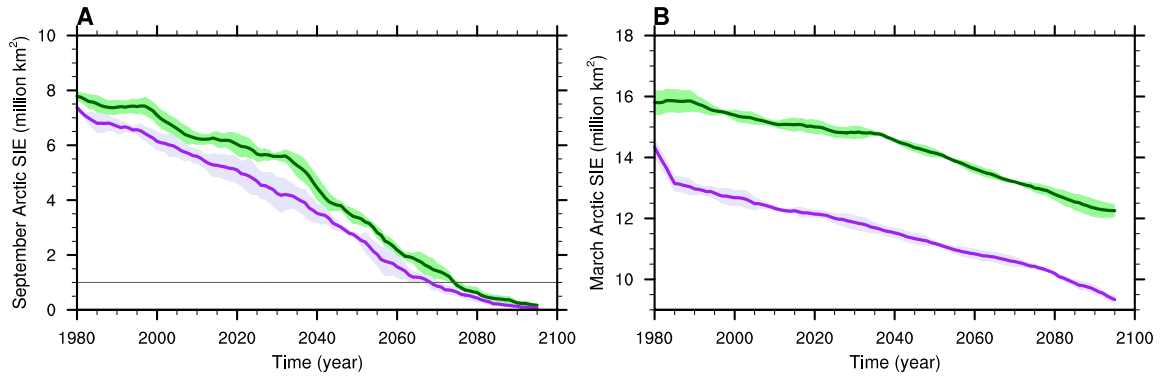 A
September Arctic SIE (million km²)
10
8
6
4
2
0
1980 2000 2020 2040 2060 2080 2100
Time (year)
B
March Arctic SIE (million km²)
18
16
14
12
10
1980 2000 2020 2040 2060 2080 2100
Time (year)